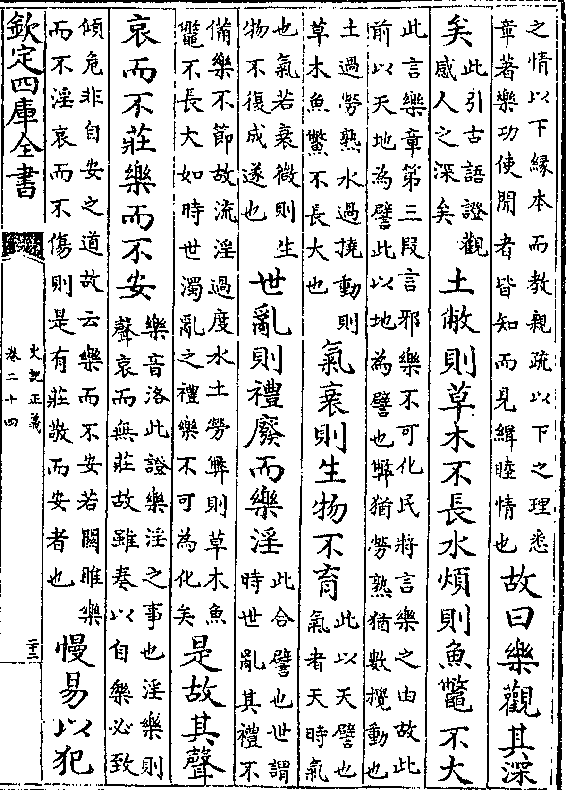 之情以下緣本而教親疏以下之理悉
章著樂功使聞者皆知而見緝睦情也
故曰樂觀其深
矣
此引古語證觀
感人之深矣
土敝則草木不長水煩則魚鼈不大
此言樂章第三段言邪樂不可化民將言樂之由故此
前以天地為譬此以地為譬也弊猶勞熟猶數攪動也
土過勞熟水過撓動則
草木魚鱉不長大也
氣衰則生物不育
此以天譬也
氣者天時氣
也氣若衰微則生
物不復成遂也
世亂則禮廢而樂淫
此合譬也世謂
時世亂其禮不
備樂不節故流淫過度水土勞弊則草木魚
鼈不長大如時世濁亂之禮樂不可為化矣
是故其聲
哀而不莊樂而不安
樂音洛此證樂淫之事也淫樂則
聲哀而無莊故雖奏以自樂必致
傾危非自安之道故云樂而不安若關雎樂
而不淫哀而不傷則是有莊敬而安者也
慢易以犯
欽定四庫全書
史記正義
卷二十四
二十三